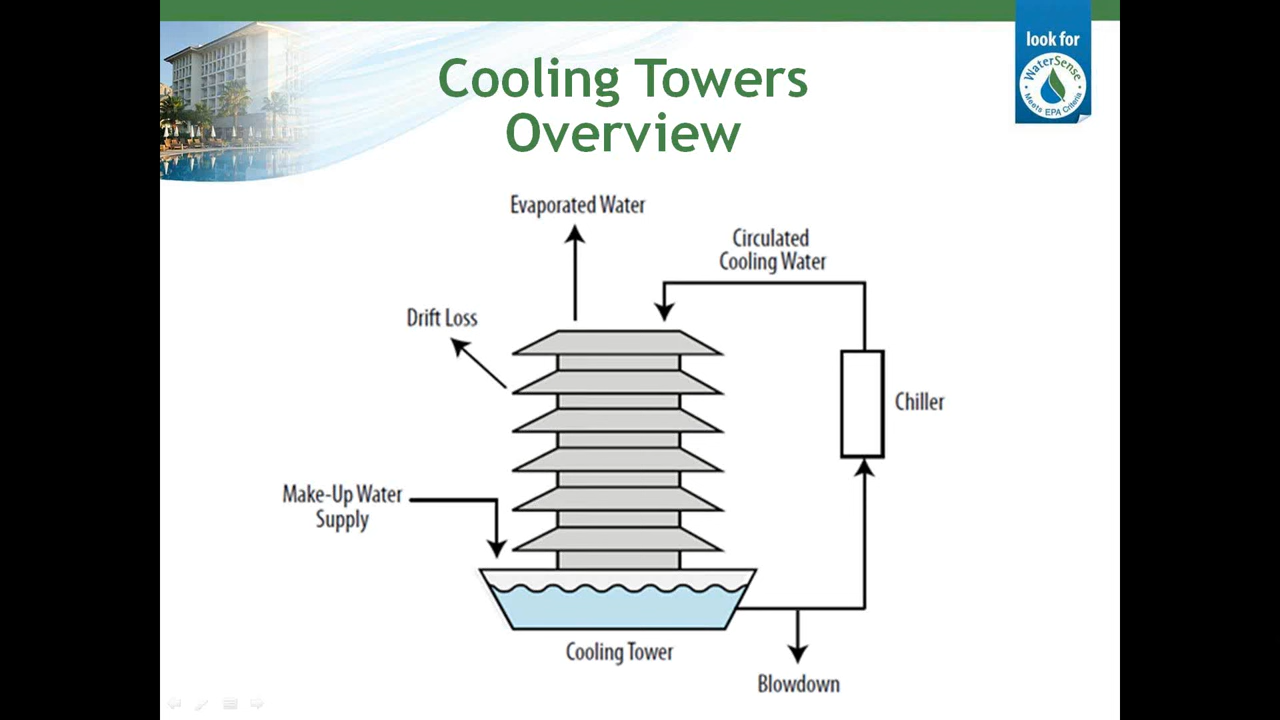 look for
WaterSense
Meets EPA Criteria
Cooling Towers
Overview
Evaporated Water
Circulated
Cooling Water
Drift Loss
Chiller
Make-Up Water
Supply
Cooling Tower
Blowdown